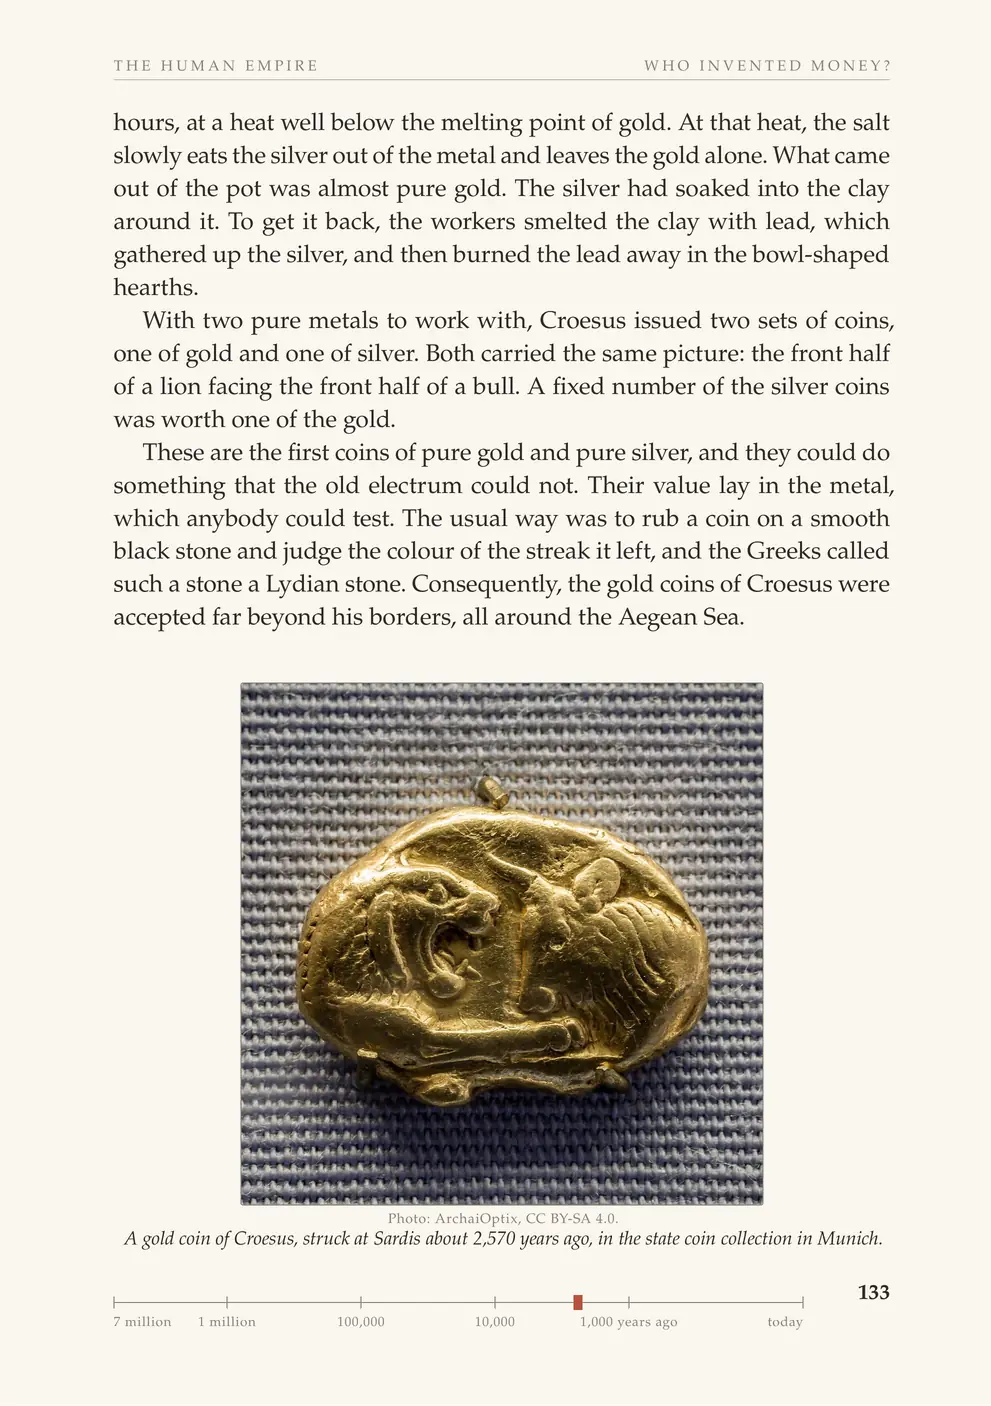 THE HUMAN EMPIRE
WHO INVENTED MONEY?
hours, at a heat well below the melting point of gold. At that heat, the salt
slowly eats the silver out of the metal and leaves the gold alone. What came
out of the pot was almost pure gold. The silver had soaked into the clay
around it. To get it back, the workers smelted the clay with lead, which
gathered up the silver, and then burned the lead away in the bowl-shaped
hearths.
With two pure metals to work with, Croesus issued two sets of coins,
one of gold and one of silver. Both carried the same picture: the front half
of a lion facing the front half of a bull. A fixed number of the silver coins
was worth one of the gold.
These are the first coins of pure gold and pure silver, and they could do
something that the old electrum could not. Their value lay in the metal,
which anybody could test. The usual way was to rub a coin on a smooth
black stone and judge the colour of the streak it left, and the Greeks called
such a stone a Lydian stone. Consequently, the gold coins of Croesus were
accepted far beyond his borders, all around the Aegean Sea.
Photo: ArchaiOptix, CC BY-SA 4.0.
A gold coin of Croesus, struck at Sardis about 2,570 years ago, in the state coin collection in Munich.
133
7 million 1 million 100,000 10,000 1,000 years ago today